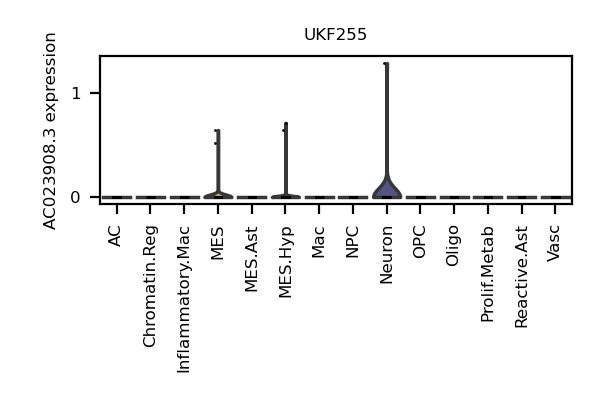 UKF255
AC023908.3 expression
1
0
AC
Chromatin.Reg
Inflammatory.Mac
MES
MES.Ast
MES.Hyp
Mac
NPC
Neuron
OPC
Oligo
Prolif.Metab
Reactive.Ast
Vasc